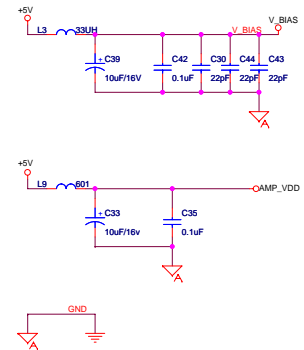 +5V
V_BIAS
L3 33UH V_BIAS
+ C39 C42 C30 C44 C43
10uF/16V 0.1uF 22pF 22pF 22pF
A
+5V
L9 601 AMP_VDD
+ C33 C35
10uF/16v 0.1uF
A
GND
A